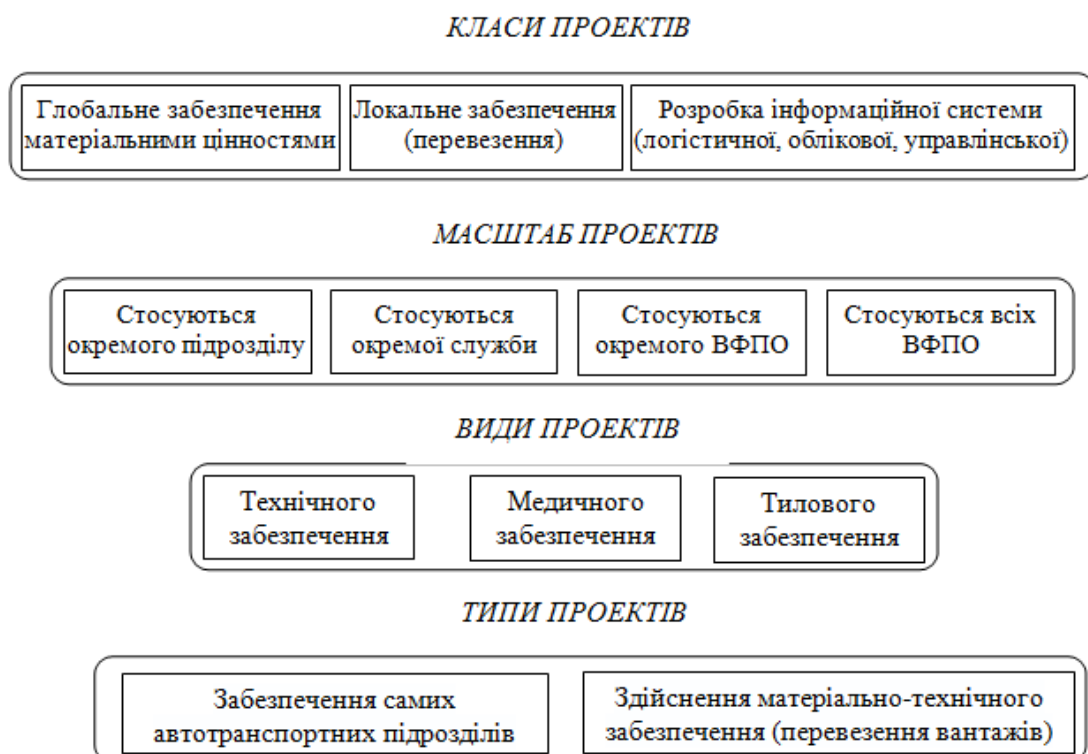 КЛАСИ ПРОЕКТІВ
Глобальне забезпечення
матеріальними цінностями
Локальне забезпечення
(перевезення)
Розробка інформаційної системи
(логістичної, облікової, управлінської)
МАСШТАБ ПРОЕКТІВ
Стосуються
окремого підрозділу
Стосуються
окремої служби
Стосуються
окремого ВФПО
Стосуються всіх
ВФПО
ВИДИ ПРОЕКТІВ
Технічного
забезпечення
Медичного
забезпечення
Тилового
забезпечення
ТИПИ ПРОЕКТІВ
Забезпечення самих
автотранспортних підрозділів
Здійснення матеріально-технічного
забезпечення (перевезення вантажів)